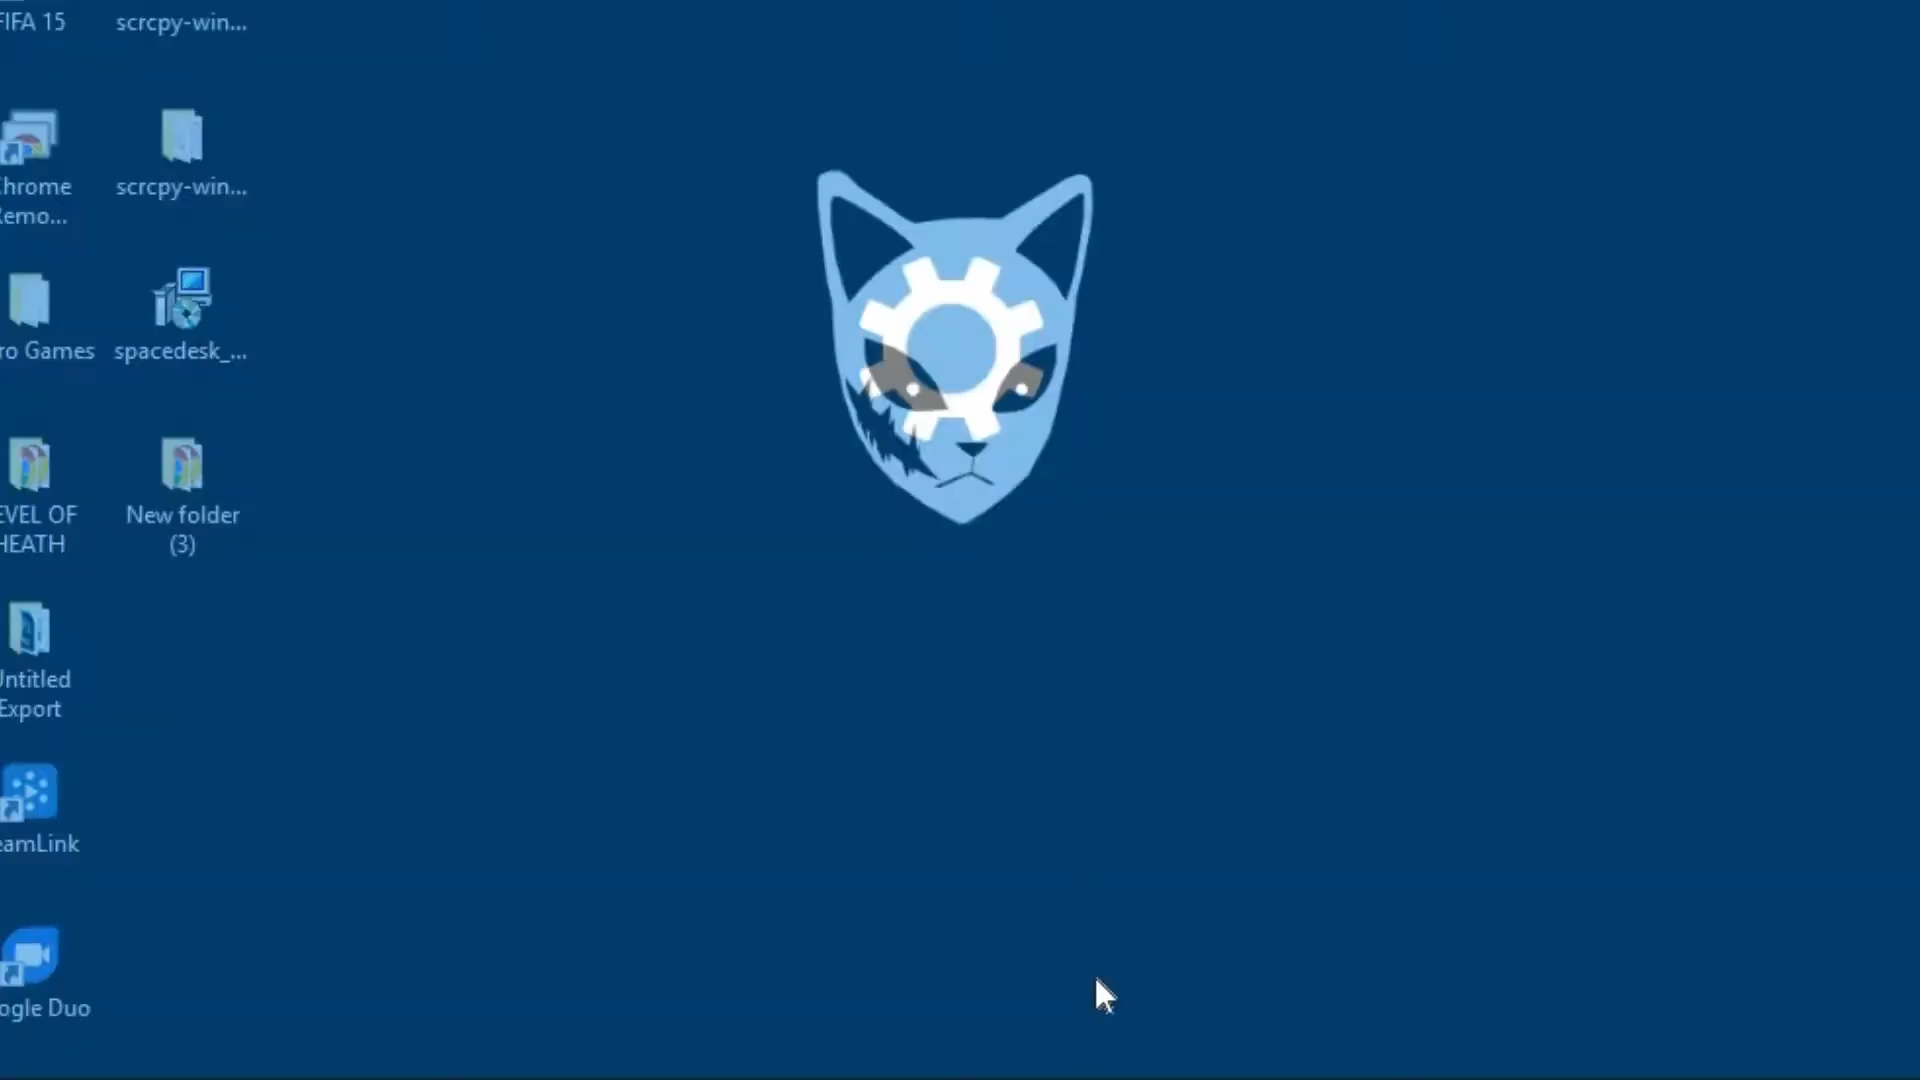 FIFA 15
scrcpy-win...
hrome
emo...
scrcpy-win...
ro Games
spacedesk_...
EVEL OF
HEATH
New folder
(3)
Untitled
Export
eamLink
ogle Duo